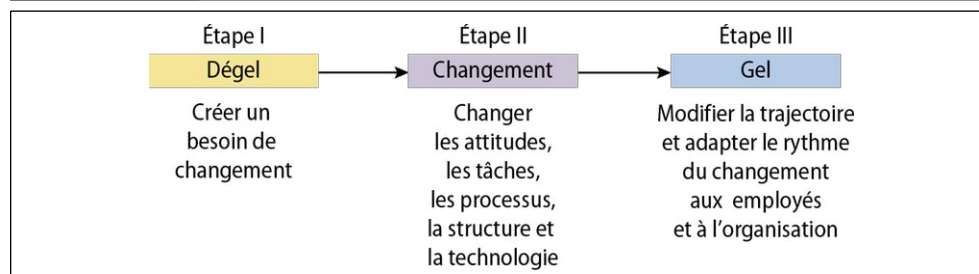 Étape I
Dégel
Créer un
besoin de
changement
Étape II
Changement
Changer
les attitudes,
les tâches,
les processus,
la structure et
la technologie
Étape III
Gel
Modifier la trajectoire
et adapter le rythme
du changement
aux employés
et à l'organisation